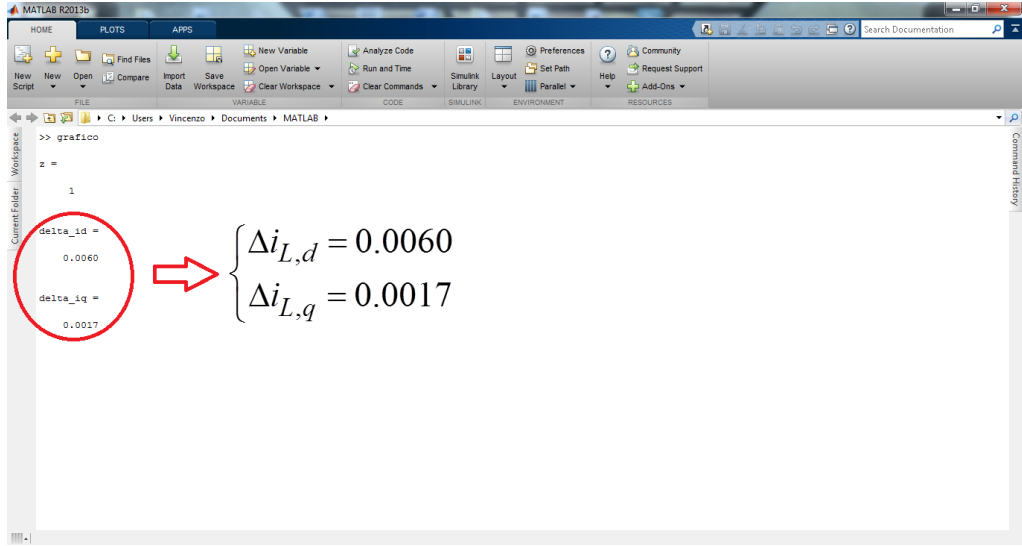 MATLAB R2013b
HOME PLOTS APPS
Search Documentation
New Script
New
Open
Find Files
Compare
Import Data
Save Workspace
New Variable
Open Variable
Clear Workspace
Analyze Code
Run and Time
Clear Commands
Simulink Library
Layout
Preferences
Set Path
Parallel
Help
Community
Request Support
Add-Ons
FILE VARIABLE CODE SIMULINK ENVIRONMENT RESOURCES
C: Users Vincenzo Documents MATLAB
Workspace
Current Folder
Command History
>> grafico
z =
1
delta_id =
0.0060
delta_iq =
0.0017
Δi_{L,d} = 0.0060
Δi_{L,q} = 0.0017